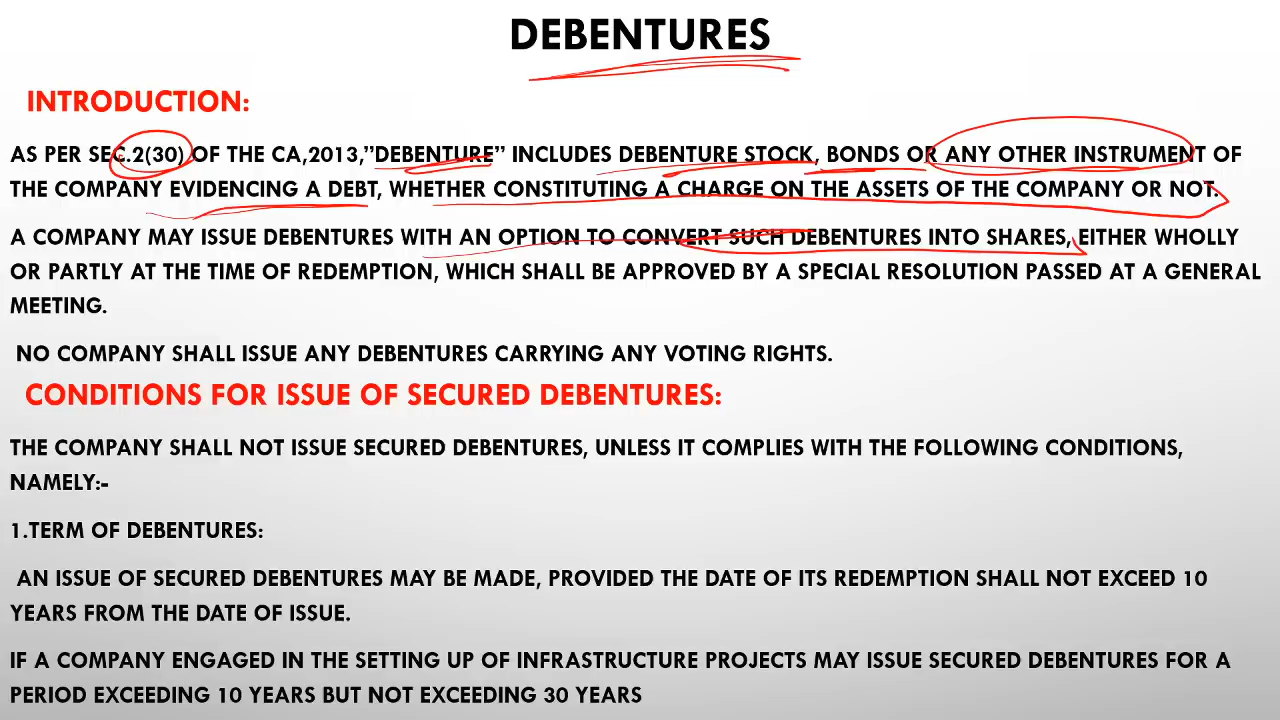 DEBENTURES
INTRODUCTION:
AS PER SEC.2(30) OF THE CA,2013,"DEBENTURE" INCLUDES DEBENTURE STOCK, BONDS OR ANY OTHER INSTRUMENT OF
THE COMPANY EVIDENCING A DEBT, WHETHER CONSTITUTING A CHARGE ON THE ASSETS OF THE COMPANY OR NOT.
A COMPANY MAY ISSUE DEBENTURES WITH AN OPTION TO CONVERT SUCH DEBENTURES INTO SHARES, EITHER WHOLLY
OR PARTLY AT THE TIME OF REDEMPTION, WHICH SHALL BE APPROVED BY A SPECIAL RESOLUTION PASSED AT A GENERAL
MEETING.
NO COMPANY SHALL ISSUE ANY DEBENTURES CARRYING ANY VOTING RIGHTS.
CONDITIONS FOR ISSUE OF SECURED DEBENTURES:
THE COMPANY SHALL NOT ISSUE SECURED DEBENTURES, UNLESS IT COMPLIES WITH THE FOLLOWING CONDITIONS,
NAMELY:-
1.TERM OF DEBENTURES:
AN ISSUE OF SECURED DEBENTURES MAY BE MADE, PROVIDED THE DATE OF ITS REDEMPTION SHALL NOT EXCEED 10
YEARS FROM THE DATE OF ISSUE.
IF A COMPANY ENGAGED IN THE SETTING UP OF INFRASTRUCTURE PROJECTS MAY ISSUE SECURED DEBENTURES FOR A
PERIOD EXCEEDING 10 YEARS BUT NOT EXCEEDING 30 YEARS